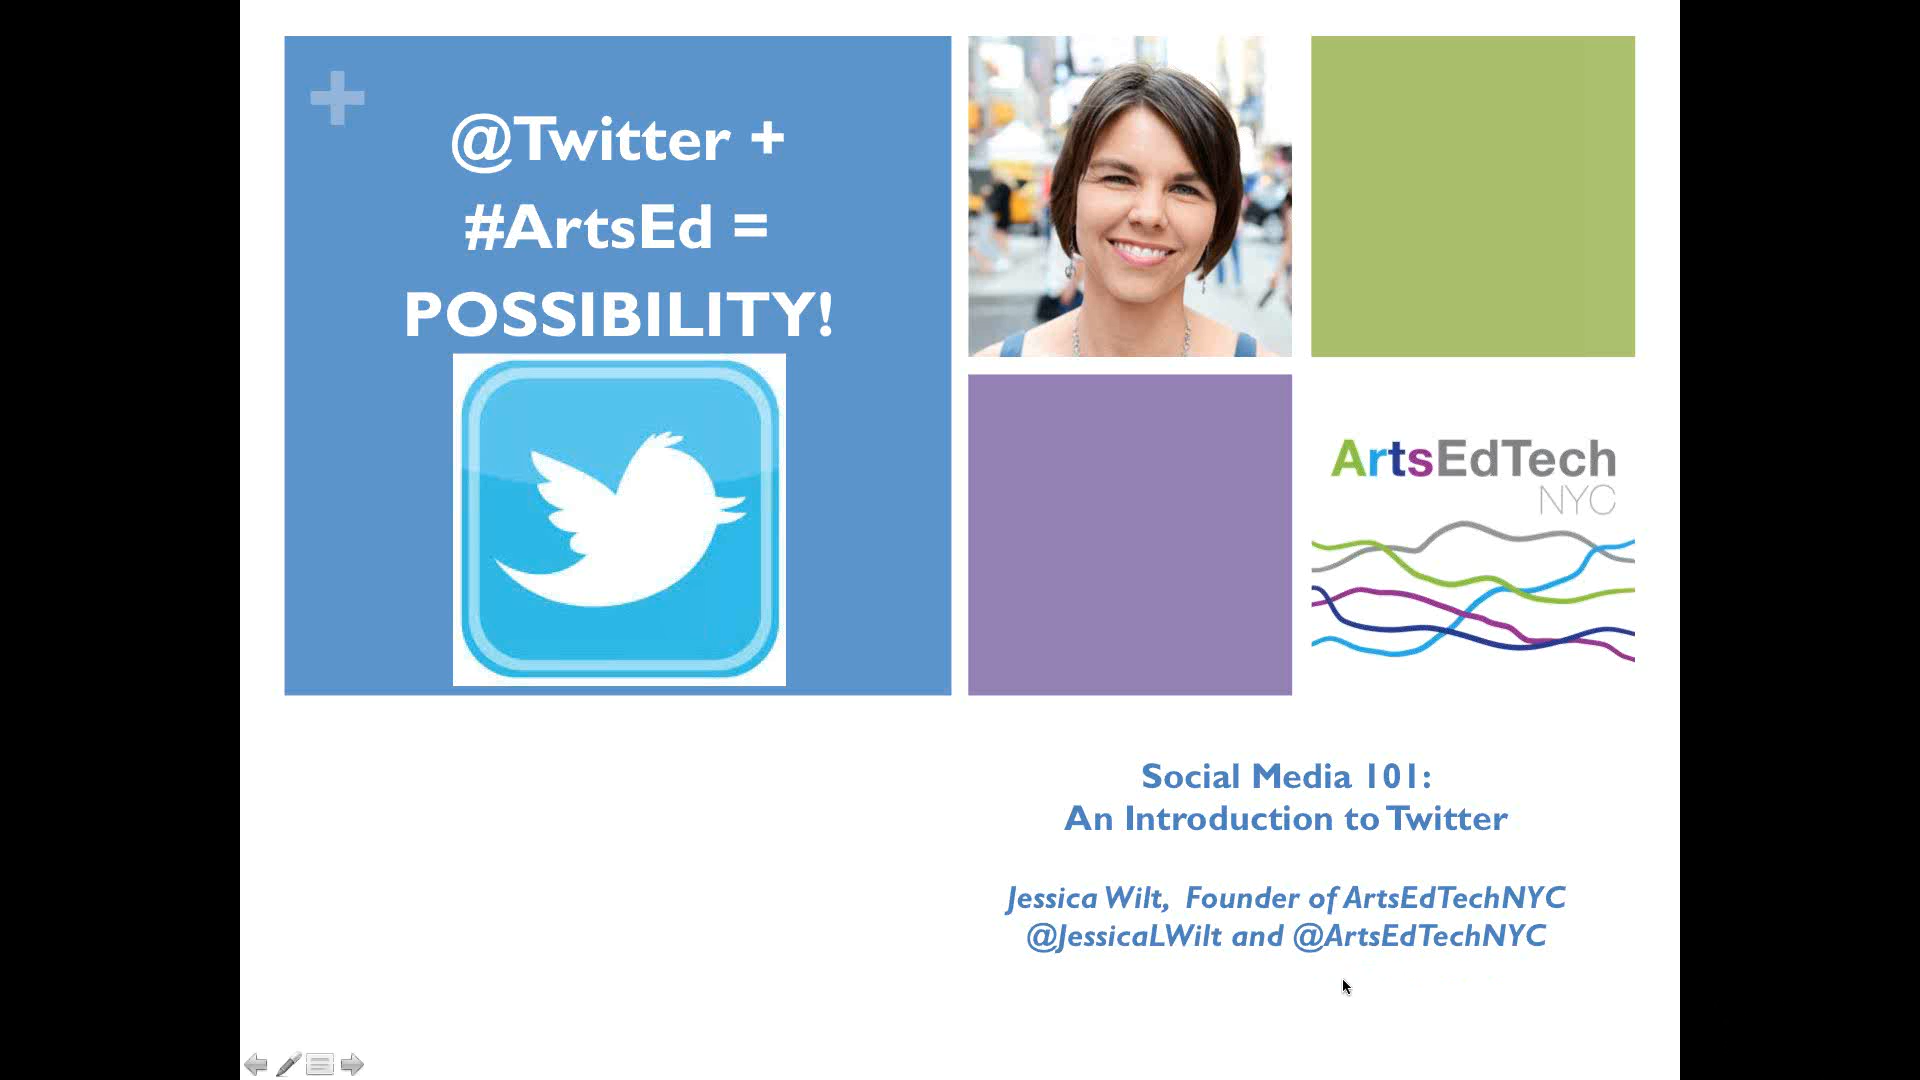 @Twitter +
#ArtsEd =
POSSIBILITY!
ArtsEdTech
NYC
Social Media 101:
An Introduction to Twitter
Jessica Wilt, Founder of ArtsEdTechNYC
@JessicaLWilt and @ArtsEdTechNYC